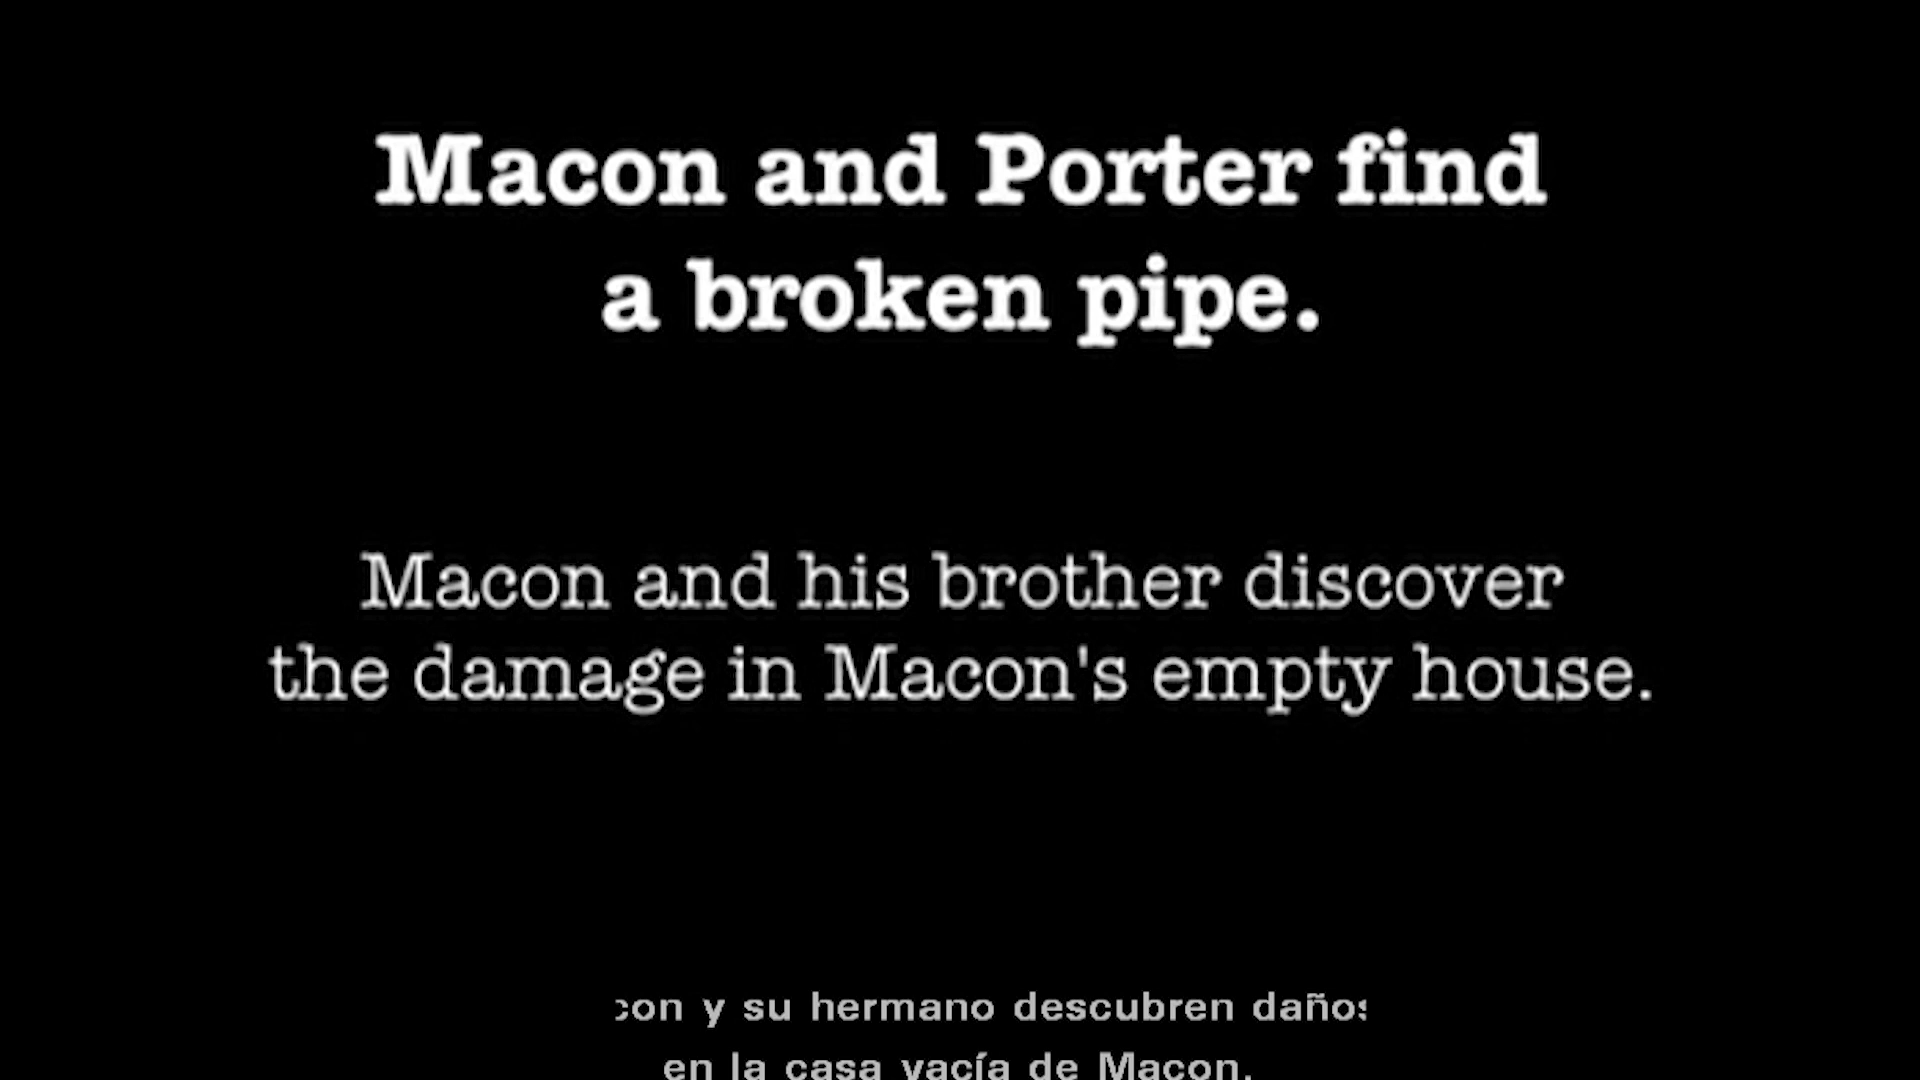 Macon and Porter find
a broken pipe.
Macon and his brother discover
the damage in Macon's empty house.
y su hermano descubren daños
en la casa vacía de Macon.